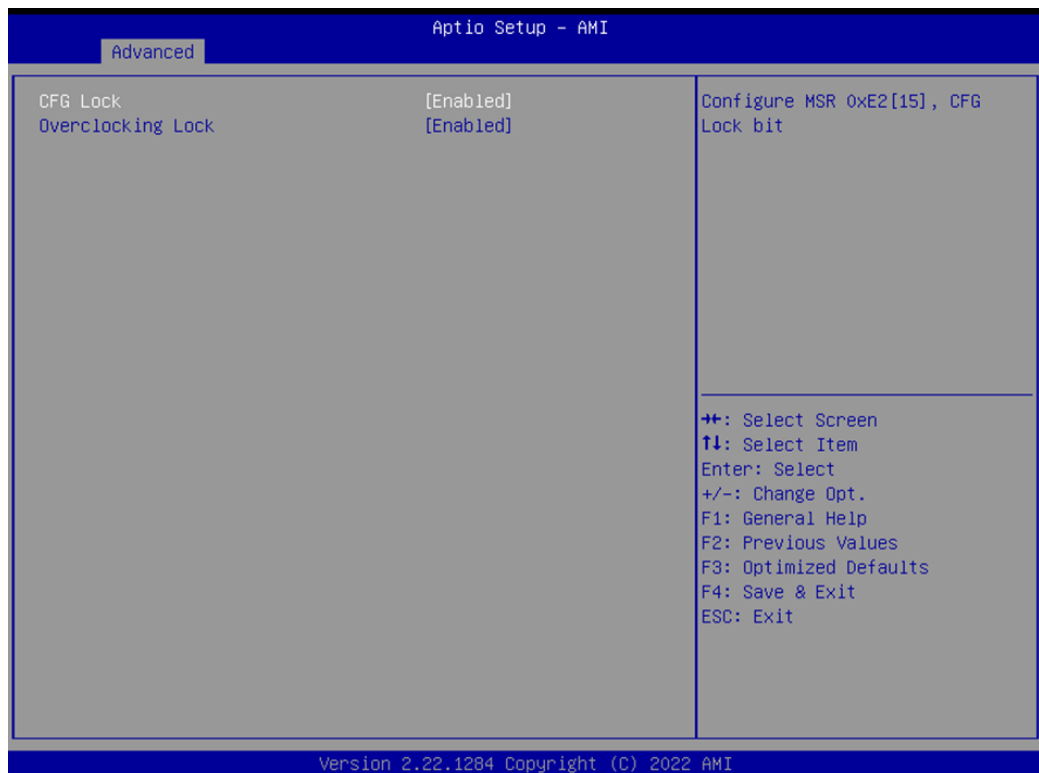 Aptio Setup – AMI
Advanced
CFG Lock [Enabled]
Overclocking Lock [Enabled]
Configure MSR 0xE2[15], CFG
Lock bit
→←: Select Screen
↑↓: Select Item
Enter: Select
+/-: Change Opt.
F1: General Help
F2: Previous Values
F3: Optimized Defaults
F4: Save & Exit
ESC: Exit
Version 2.22.1284 Copyright (C) 2022 AMI